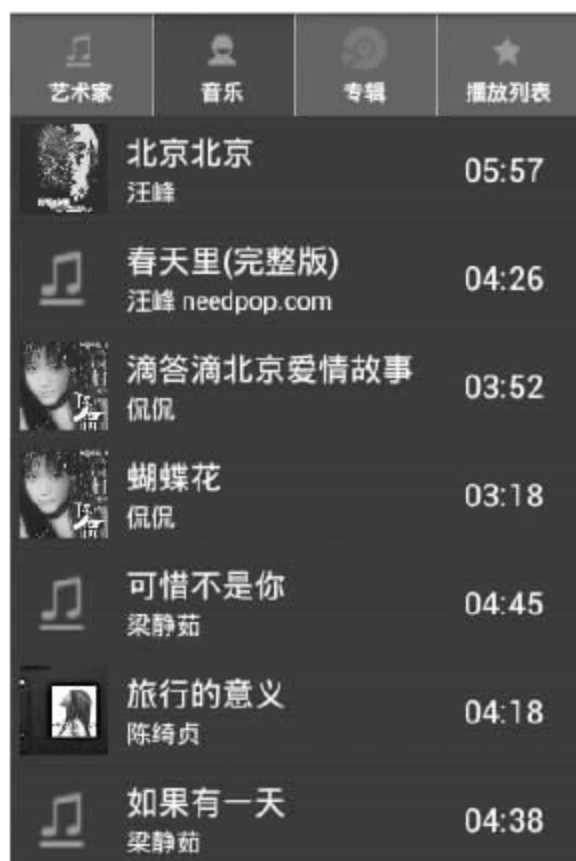 艺术家 音乐 专辑 播放列表
北京北京
汪峰
05:57
春天里(完整版)
汪峰 needpop.com
04:26
滴答滴北京爱情故事
侃侃
03:52
蝴蝶花
侃侃
03:18
可惜不是你
梁静茹
04:45
旅行的意义
陈绮贞
04:18
如果有一天
梁静茹
04:38